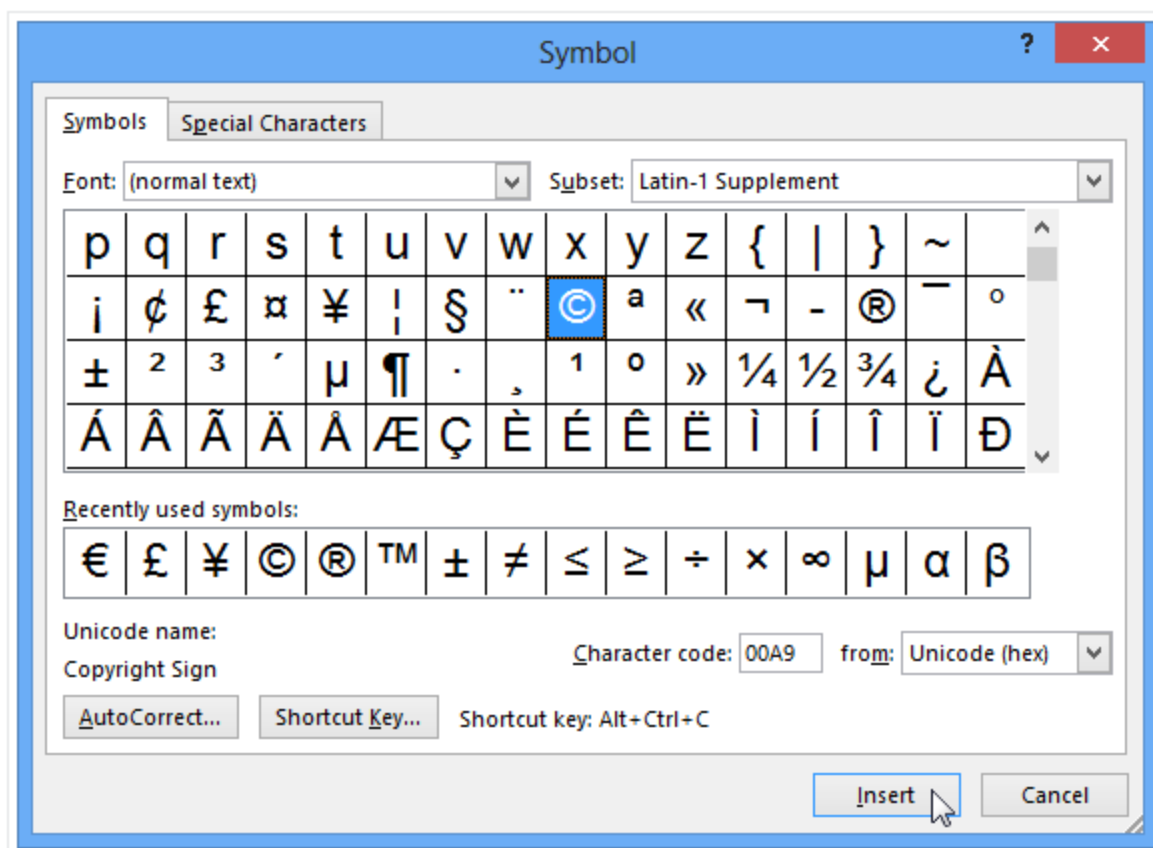 Symbol ?
Symbols Special Characters
Font: (normal text) Subset: Latin-1 Supplement
p q r s t u v w x y z { | } ~
¡ ¢ £ ¤ ¥ ¦ § ¨ © ª « ¬ - ® ¯ °
± ² ³ ´ µ ¶ · ¸ ¹ º » ¼ ½ ¾ ¿ À
Á Â Ã Ä Å Æ Ç È É Ê Ë Ì Í Î Ï Ð
Recently used symbols:
€ £ ¥ © ® ™ ± ≠ ≤ ≥ ÷ × ∞ µ α β
Unicode name:
Copyright Sign
Character code: 00A9 from: Unicode (hex)
AutoCorrect... Shortcut Key... Shortcut key: Alt+Ctrl+C
Insert Cancel